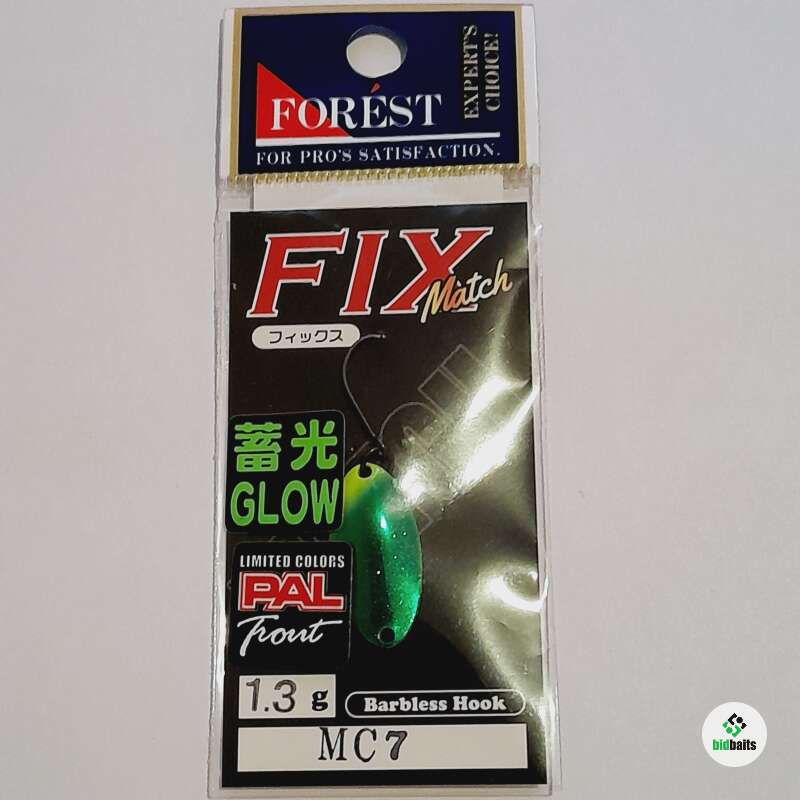 FORÉST
EXPERT'S
CHOICE!
FOR PRO'S SATISFACTION.
FIX
Match
フィックス
蓄光
GLOW
LIMITED COLORS
PAL
Trout
1.3 g
Barbless Hook
MC7
bidbaits